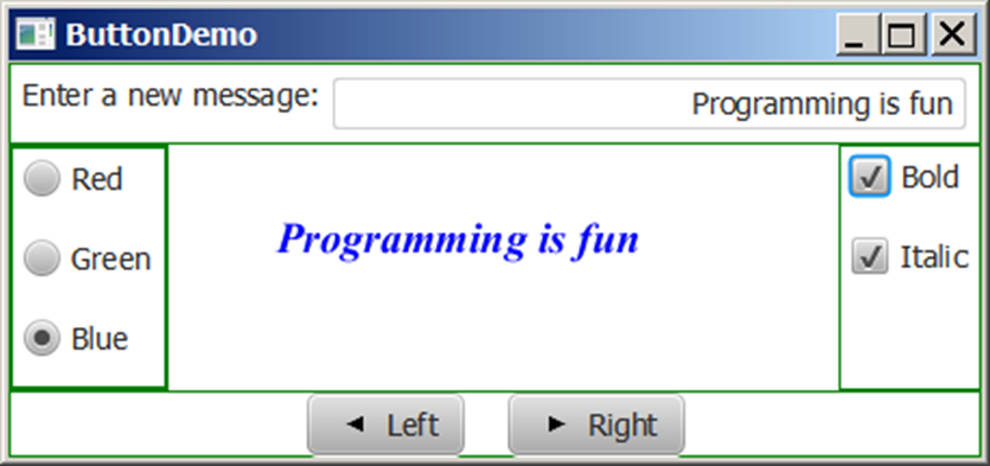 ButtonDemo
Enter a new message: Programming is fun
Red
Green
Blue
Programming is fun
Bold
Italic
Left
Right